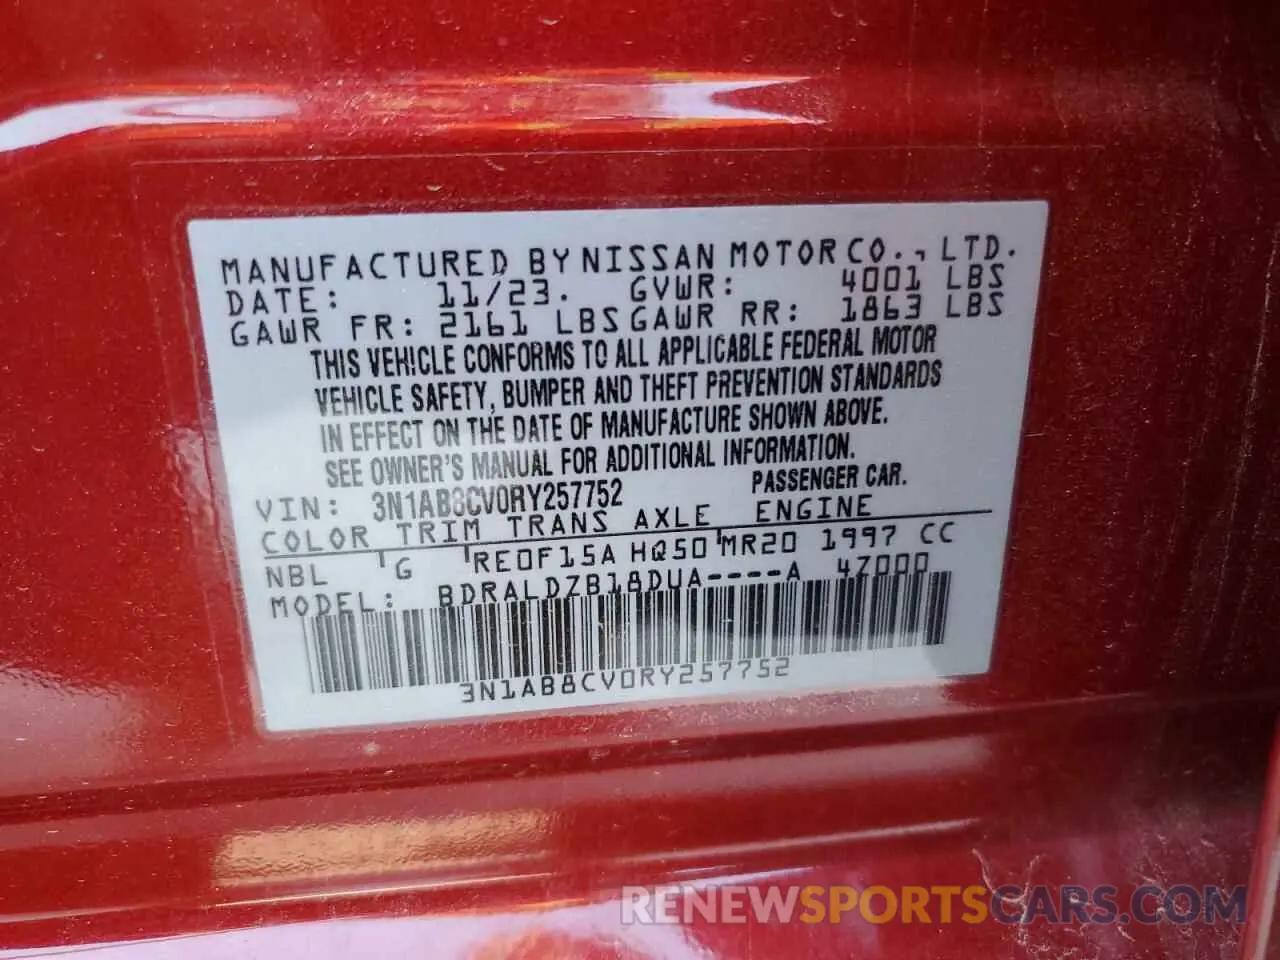 MANUFACTURED BY NISSAN MOTOR CO., LTD.
DATE: 11/23. GVWR: 4001 LBS
GAWR FR: 2161 LBS GAWR RR: 1863 LBS
THIS VEHICLE CONFORMS TO ALL APPLICABLE FEDERAL MOTOR
VEHICLE SAFETY, BUMPER AND THEFT PREVENTION STANDARDS
IN EFFECT ON THE DATE OF MANUFACTURE SHOWN ABOVE.
SEE OWNER'S MANUAL FOR ADDITIONAL INFORMATION.
VIN: 3N1AB8CV0RY257752 PASSENGER CAR.
COLOR TRIM TRANS AXLE ENGINE
NBL G RE0F15A HQ50 MR20 1997 CC
MODEL: BDRALDZB18DUA----A 4Z000
3N1AB8CV0RY257752
RENEWSPORTSCARS.COM